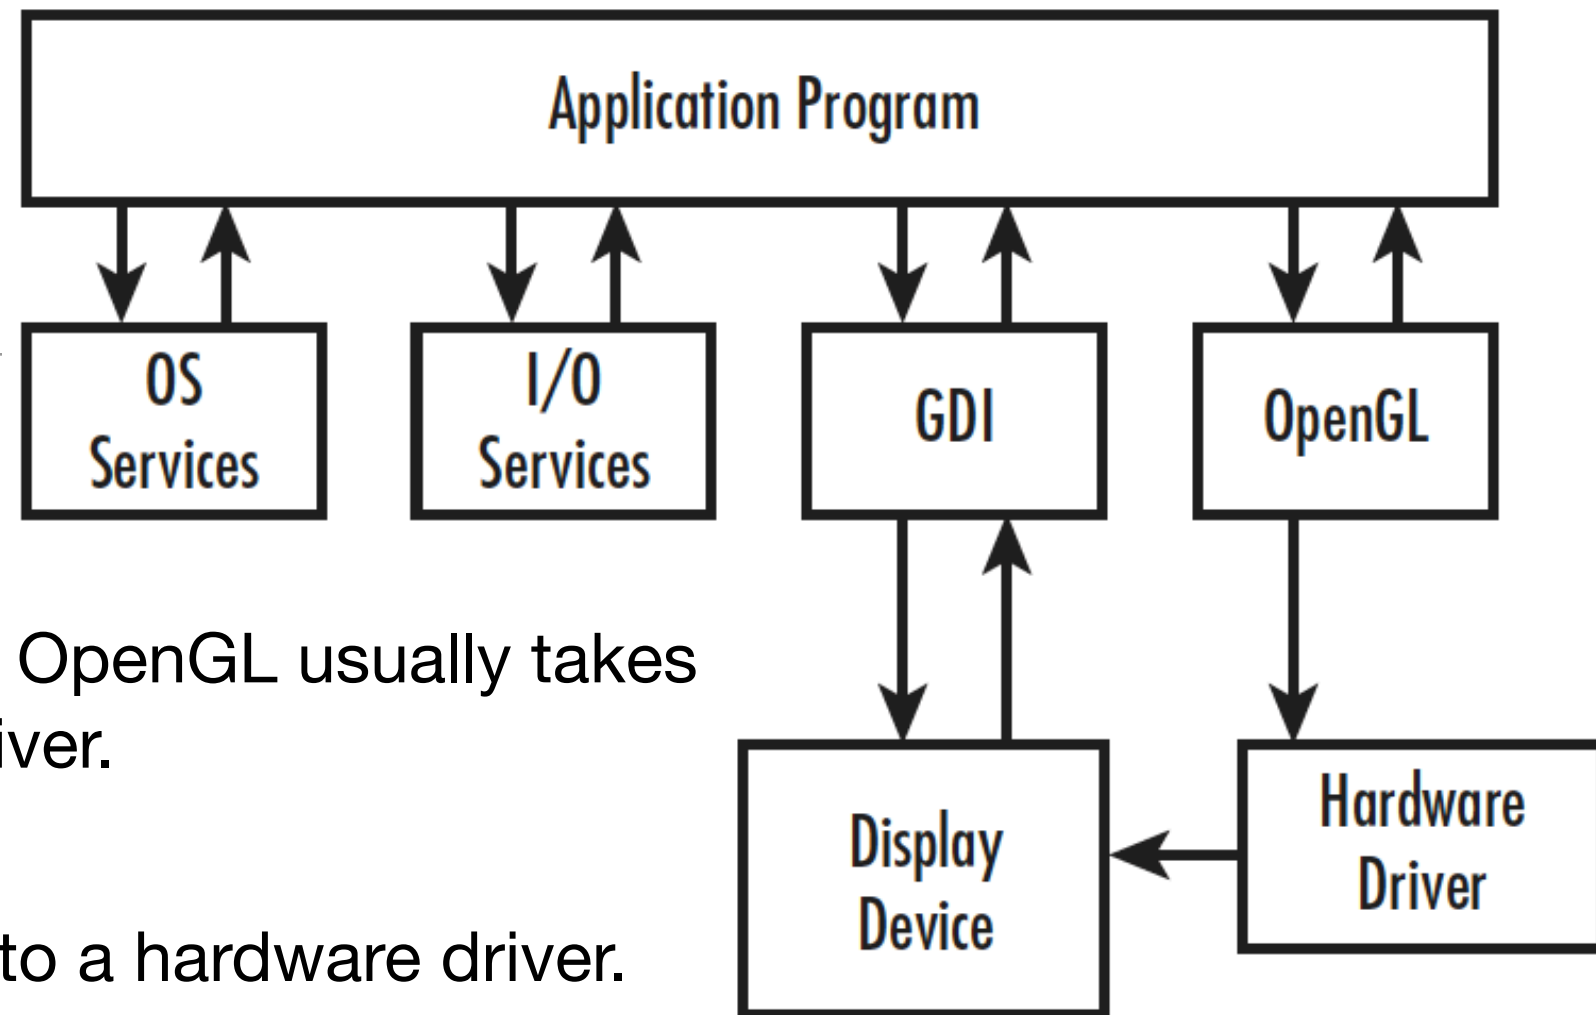 Application Program
OS
Services
I/O
Services
GDI
OpenGL
OpenGL usually takes
iver.
to a hardware driver.
Display
Device
Hardware
Driver